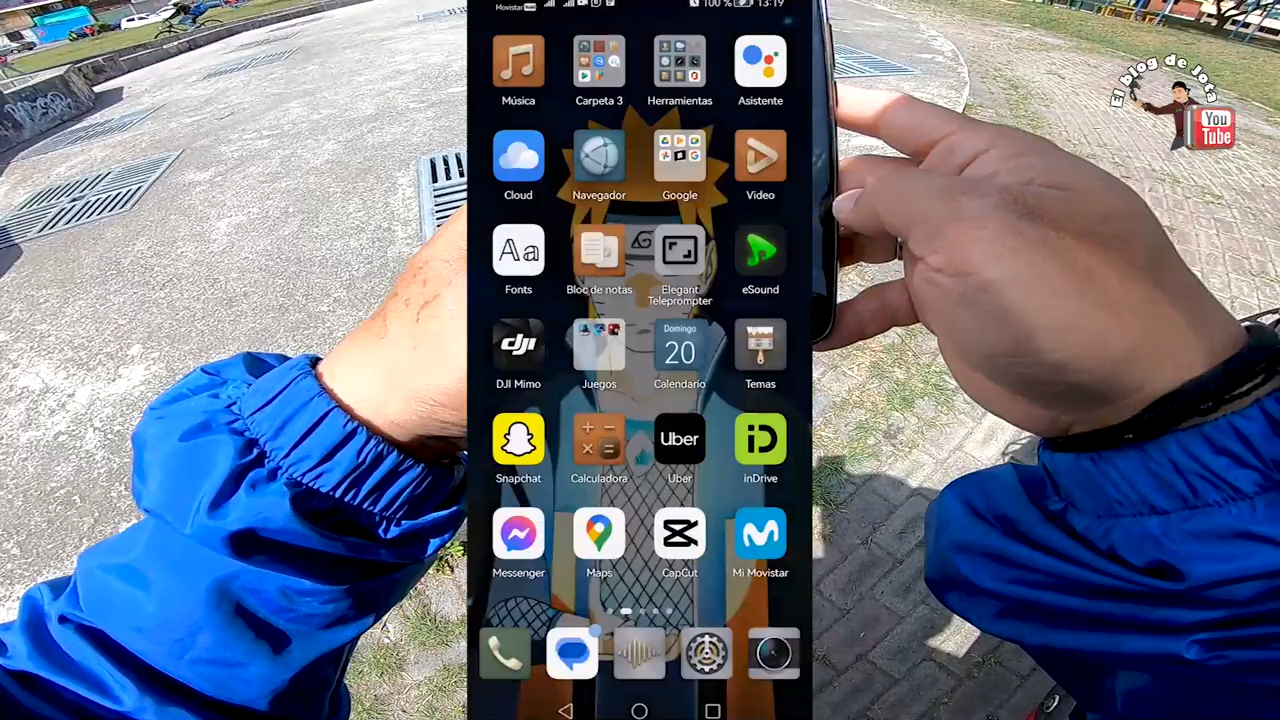 Movistar
100 %
13:19
Música
Carpeta 3
Herramientas
Asistente
Cloud
Navegador
Google
Video
Aa
Fonts
Bloc de notas
Elegant
Teleprompter
eSound
dji
Domingo
20
DJI Mimo
Juegos
Calendario
Temas
Uber
iD
Snapchat
Calculadora
Uber
inDrive
Messenger
Maps
CapCut
Mi Movistar
El blog de Jota
You
Tube